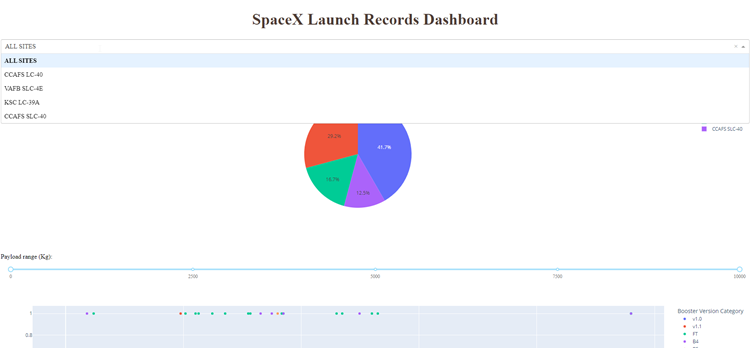 SpaceX Launch Records Dashboard
ALL SITES
ALL SITES
CCAFS LC-40
VAFB SLC-4E
KSC LC-39A
CCAFS SLC-40
CCAFS SLC-40
29.2%
41.7%
16.7%
12.5%
Payload range (Kg):
0 2500 5000 7500 10000
Booster Version Category
1
v1.0
v1.1
FT
0.8
B4